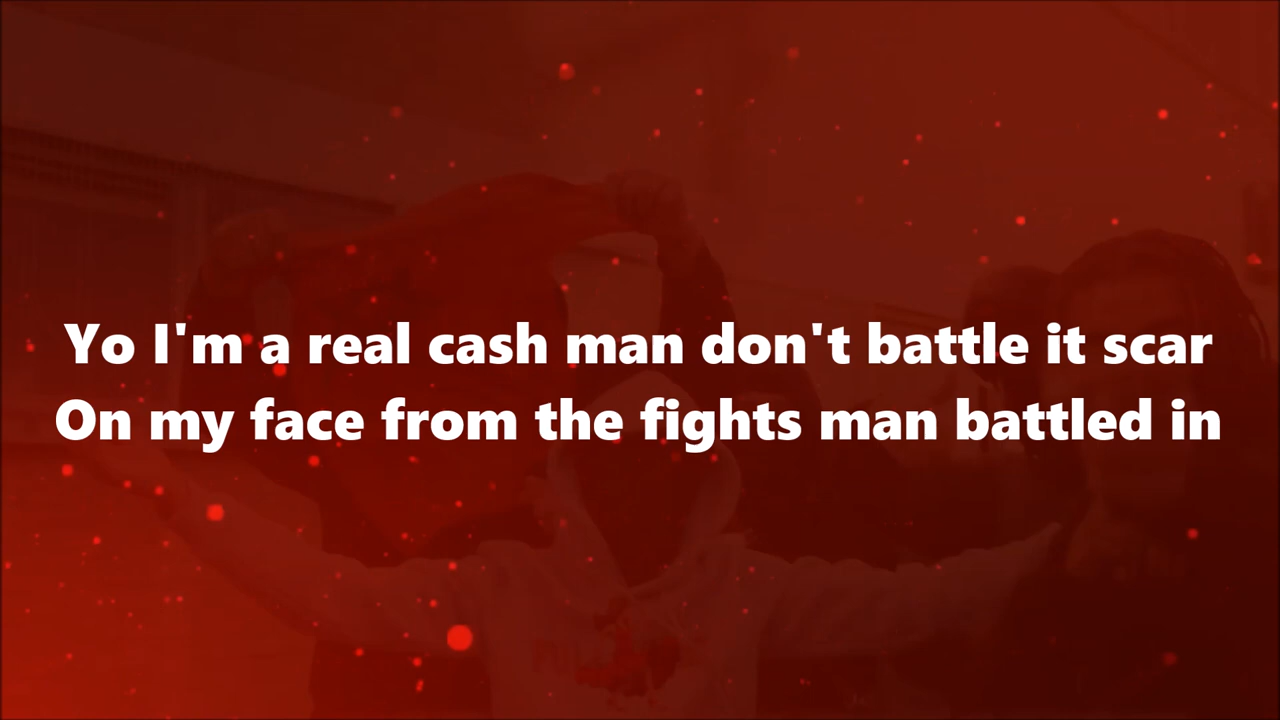 Yo I'm a real cash man don't battle it scar
On my face from the fights man battled in